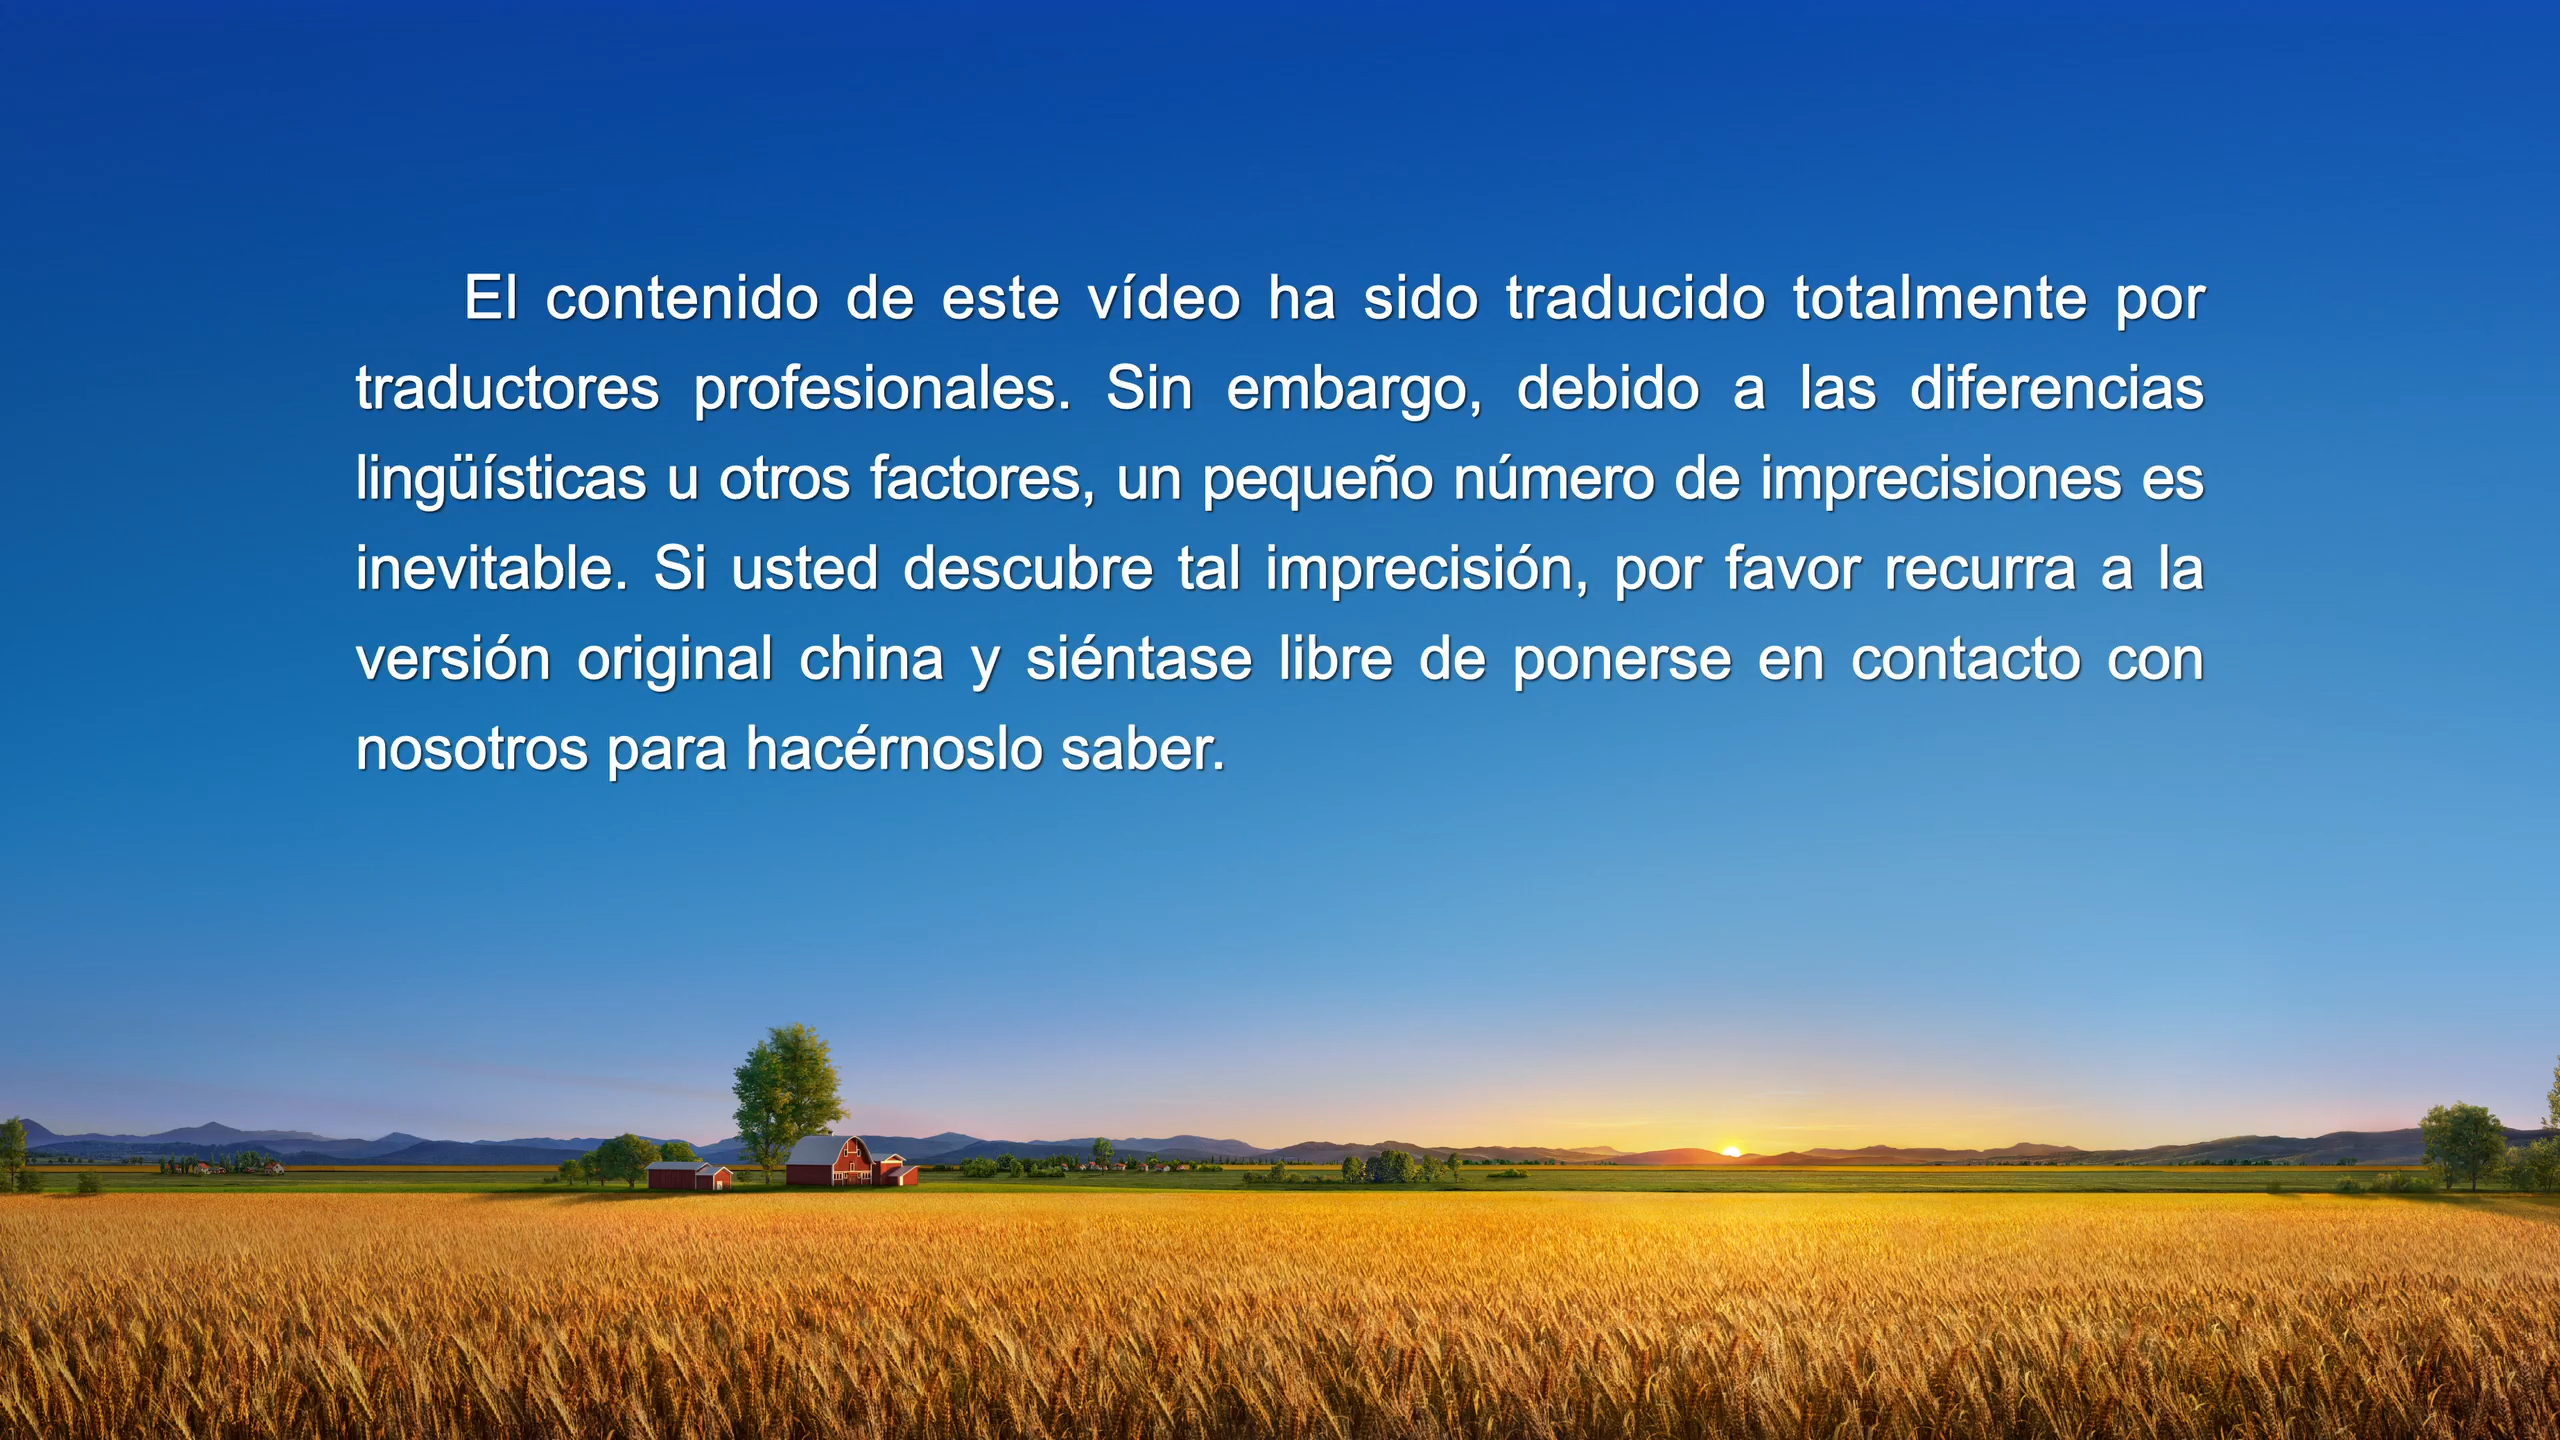 El contenido de este vídeo ha sido traducido totalmente por
traductores profesionales. Sin embargo, debido a las diferencias
lingüísticas u otros factores, un pequeño número de imprecisiones es
inevitable. Si usted descubre tal imprecisión, por favor recurra a la
versión original china y siéntase libre de ponerse en contacto con
nosotros para hacérnoslo saber.